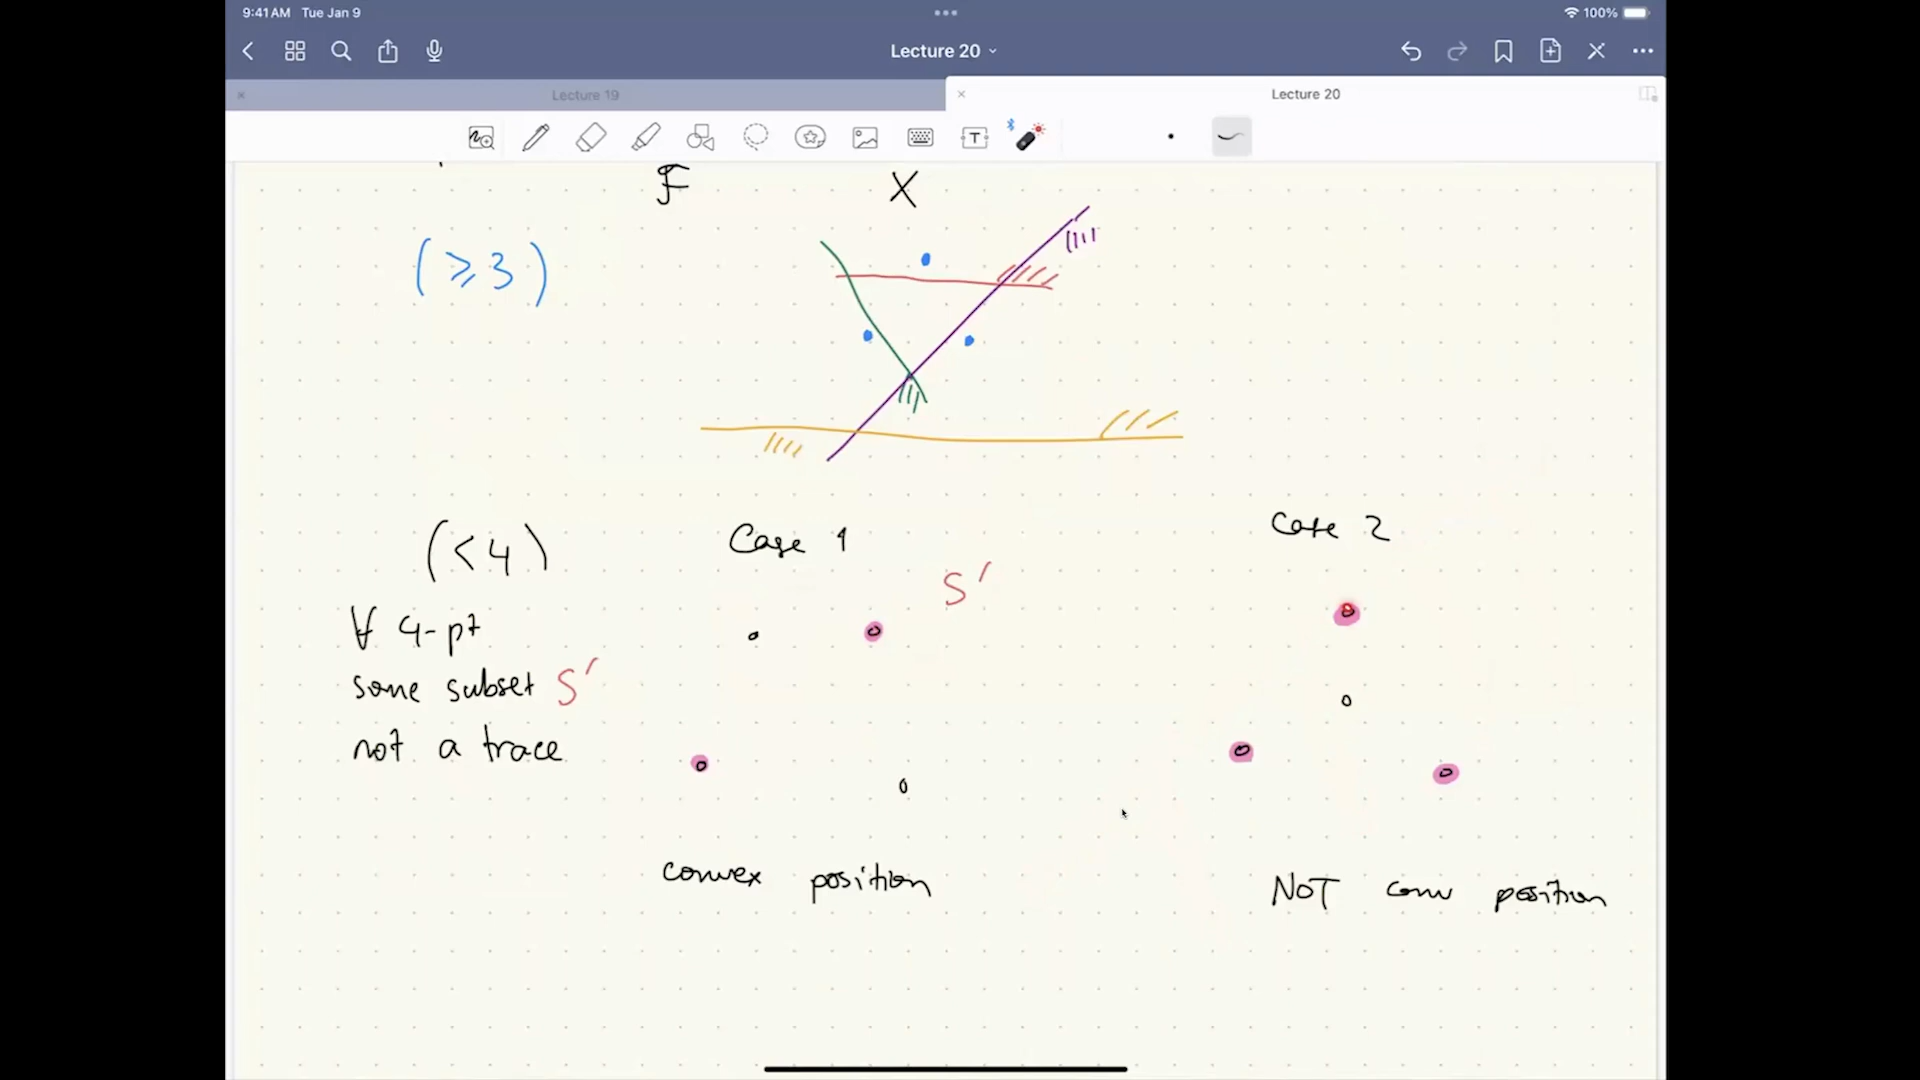 9:41 AM Tue Jan 9
100%
Lecture 20
Lecture 19
Lecture 20
T
F X
(≥3)
(<4)
Case 1
Case 2
S′
∀ 4-pt
some subset S′
not a trace
convex position
NOT conv position